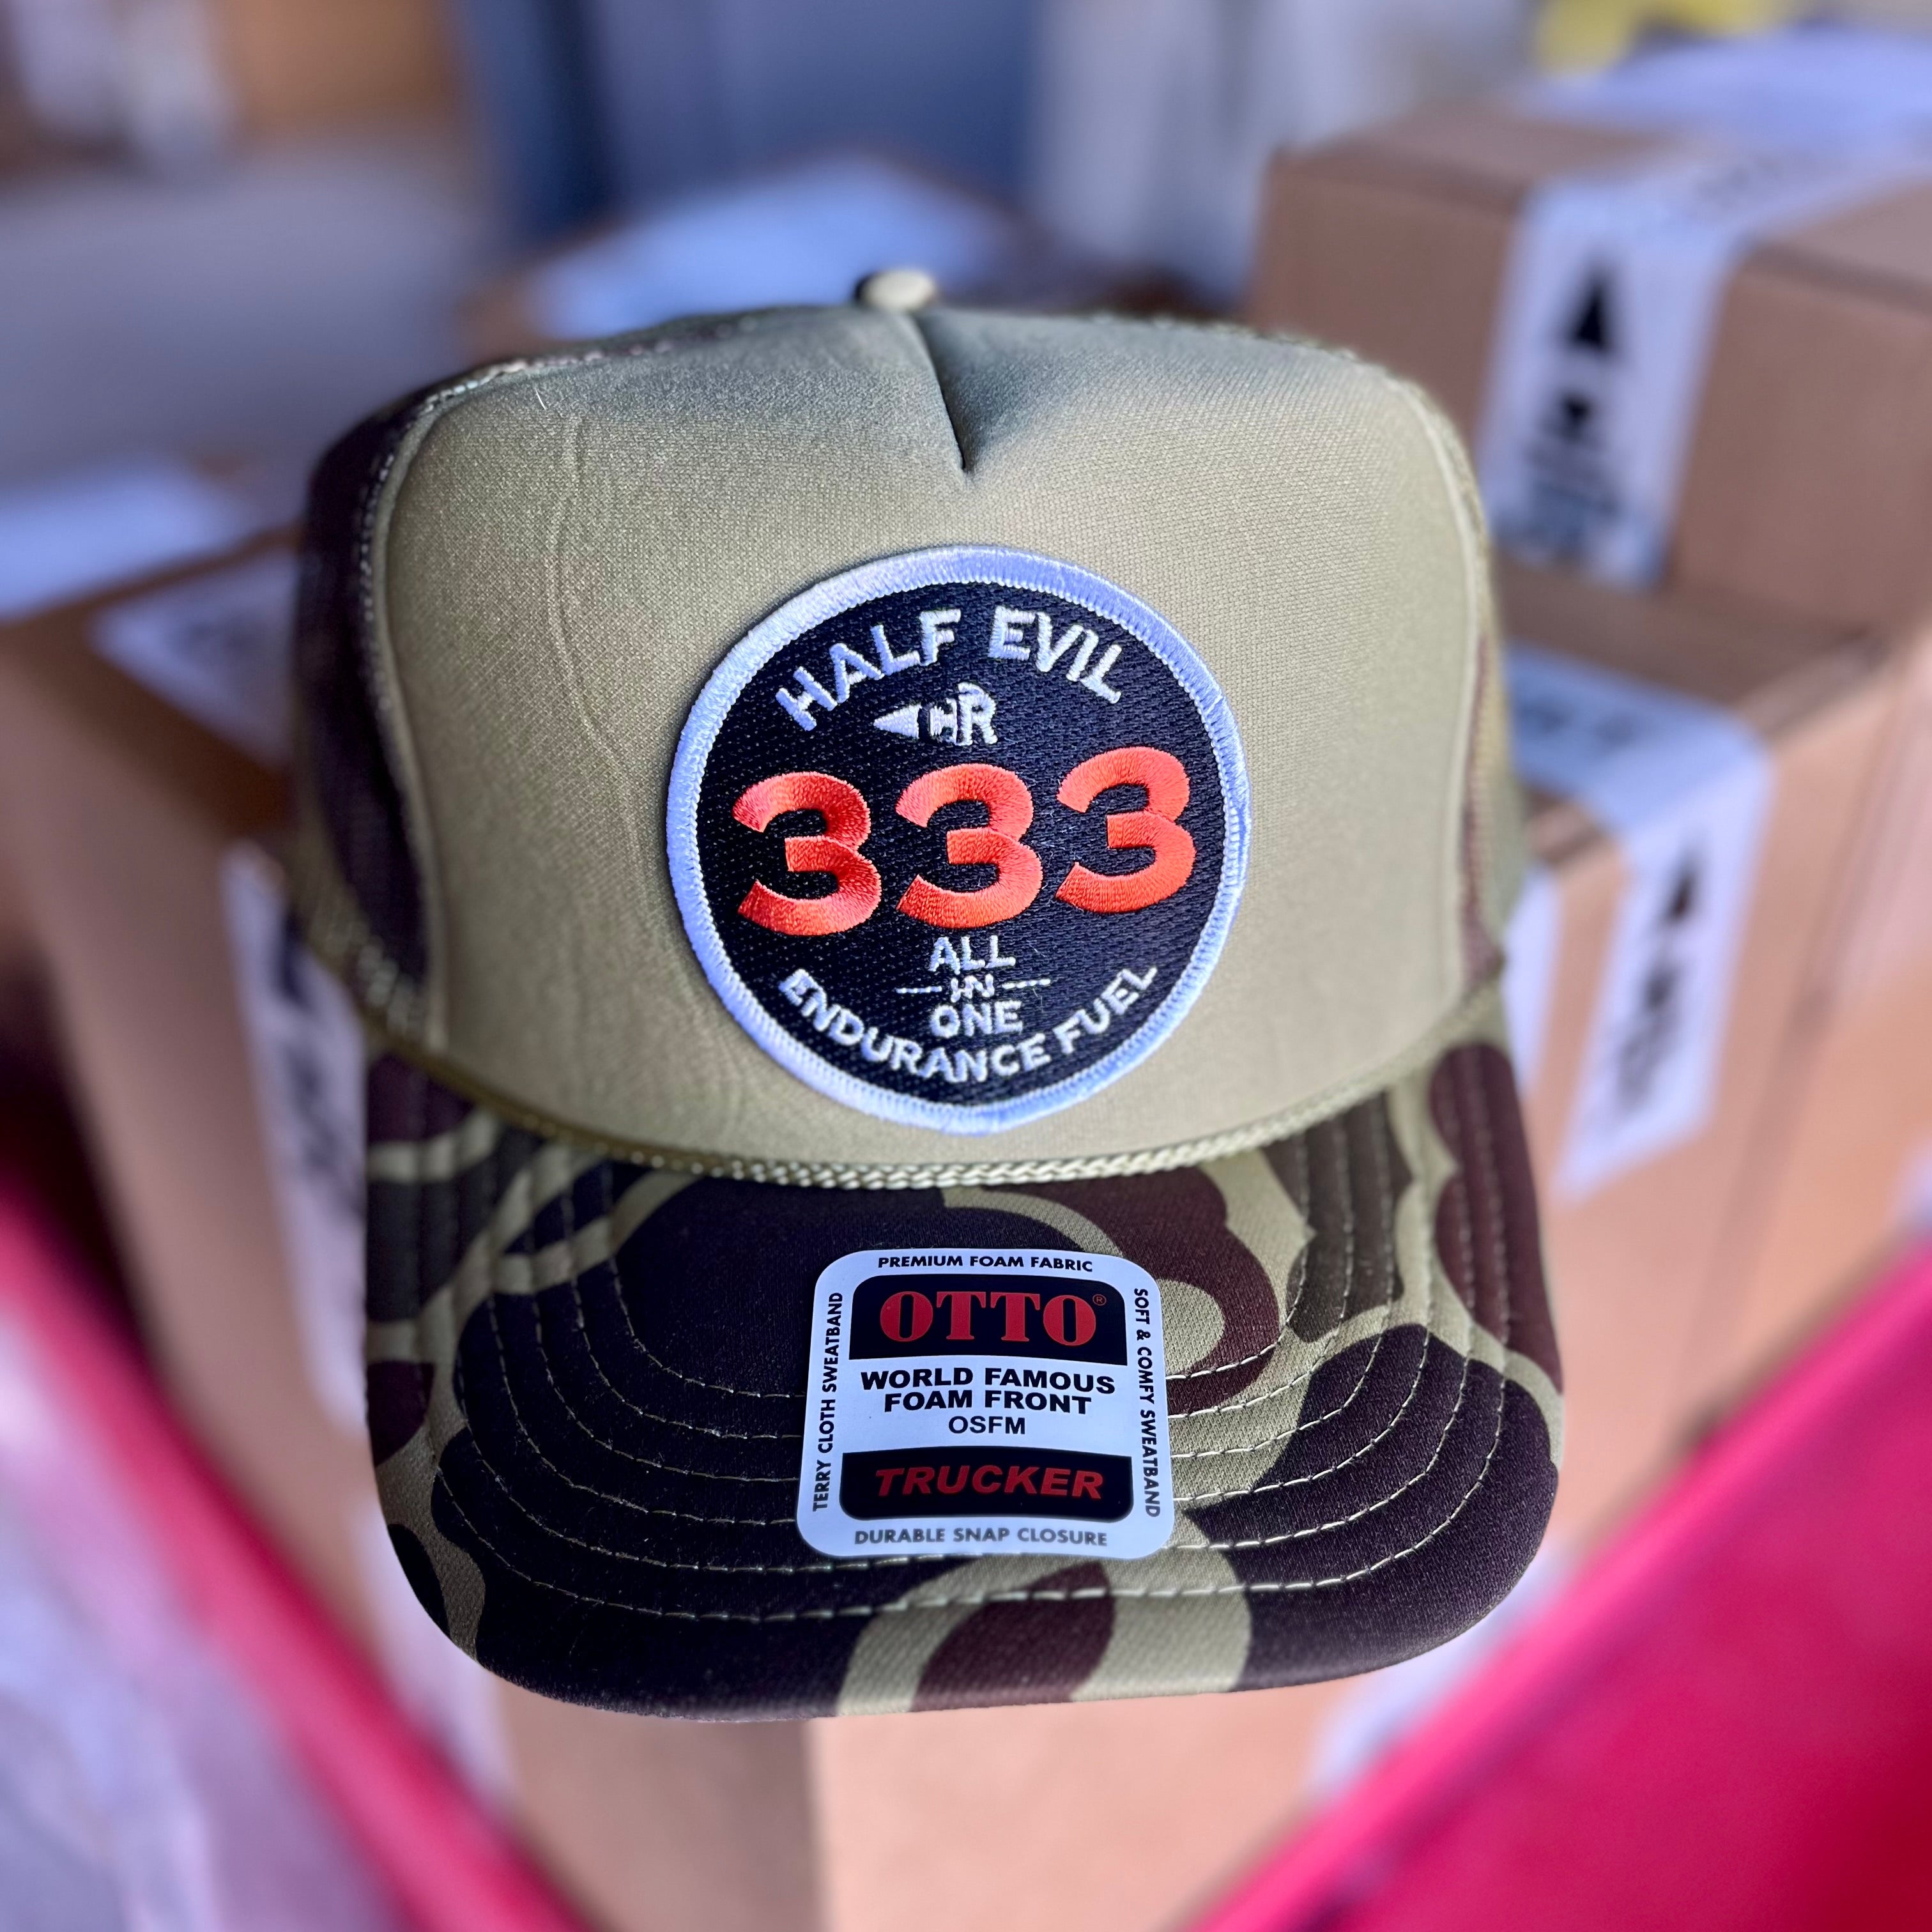 HALF EVIL
CR
333
ALL
IN
ONE
ENDURANCE FUEL
PREMIUM FOAM FABRIC
OTTO®
WORLD FAMOUS
FOAM FRONT
OSFM
TRUCKER
DURABLE SNAP CLOSURE
TERRY CLOTH SWEATBAND
SOFT & COMFY SWEATBAND